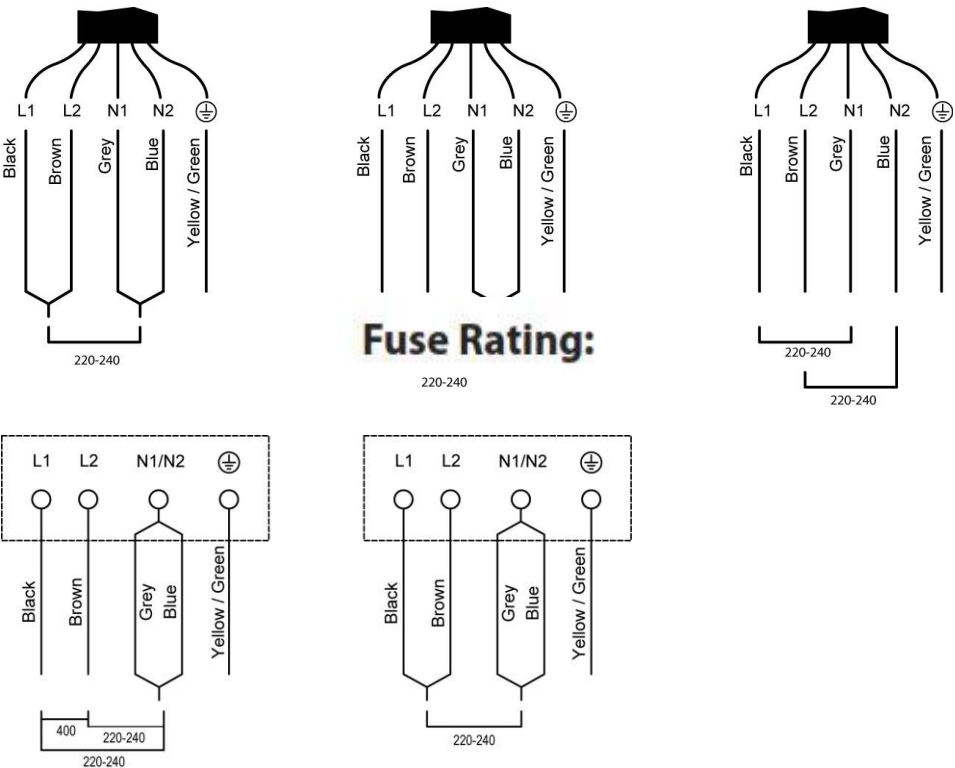 L1 L2 N1 N2
Black Brown Grey Blue Yellow / Green
220-240
L1 L2 N1 N2
Black Brown Grey Blue Yellow / Green
Fuse Rating:
220-240
L1 L2 N1 N2
Black Brown Grey Blue Yellow / Green
220-240
220-240
L1 L2 N1/N2
Black Brown Grey Blue Yellow / Green
400
220-240
220-240
L1 L2 N1/N2
Black Brown Grey Blue Yellow / Green
220-240